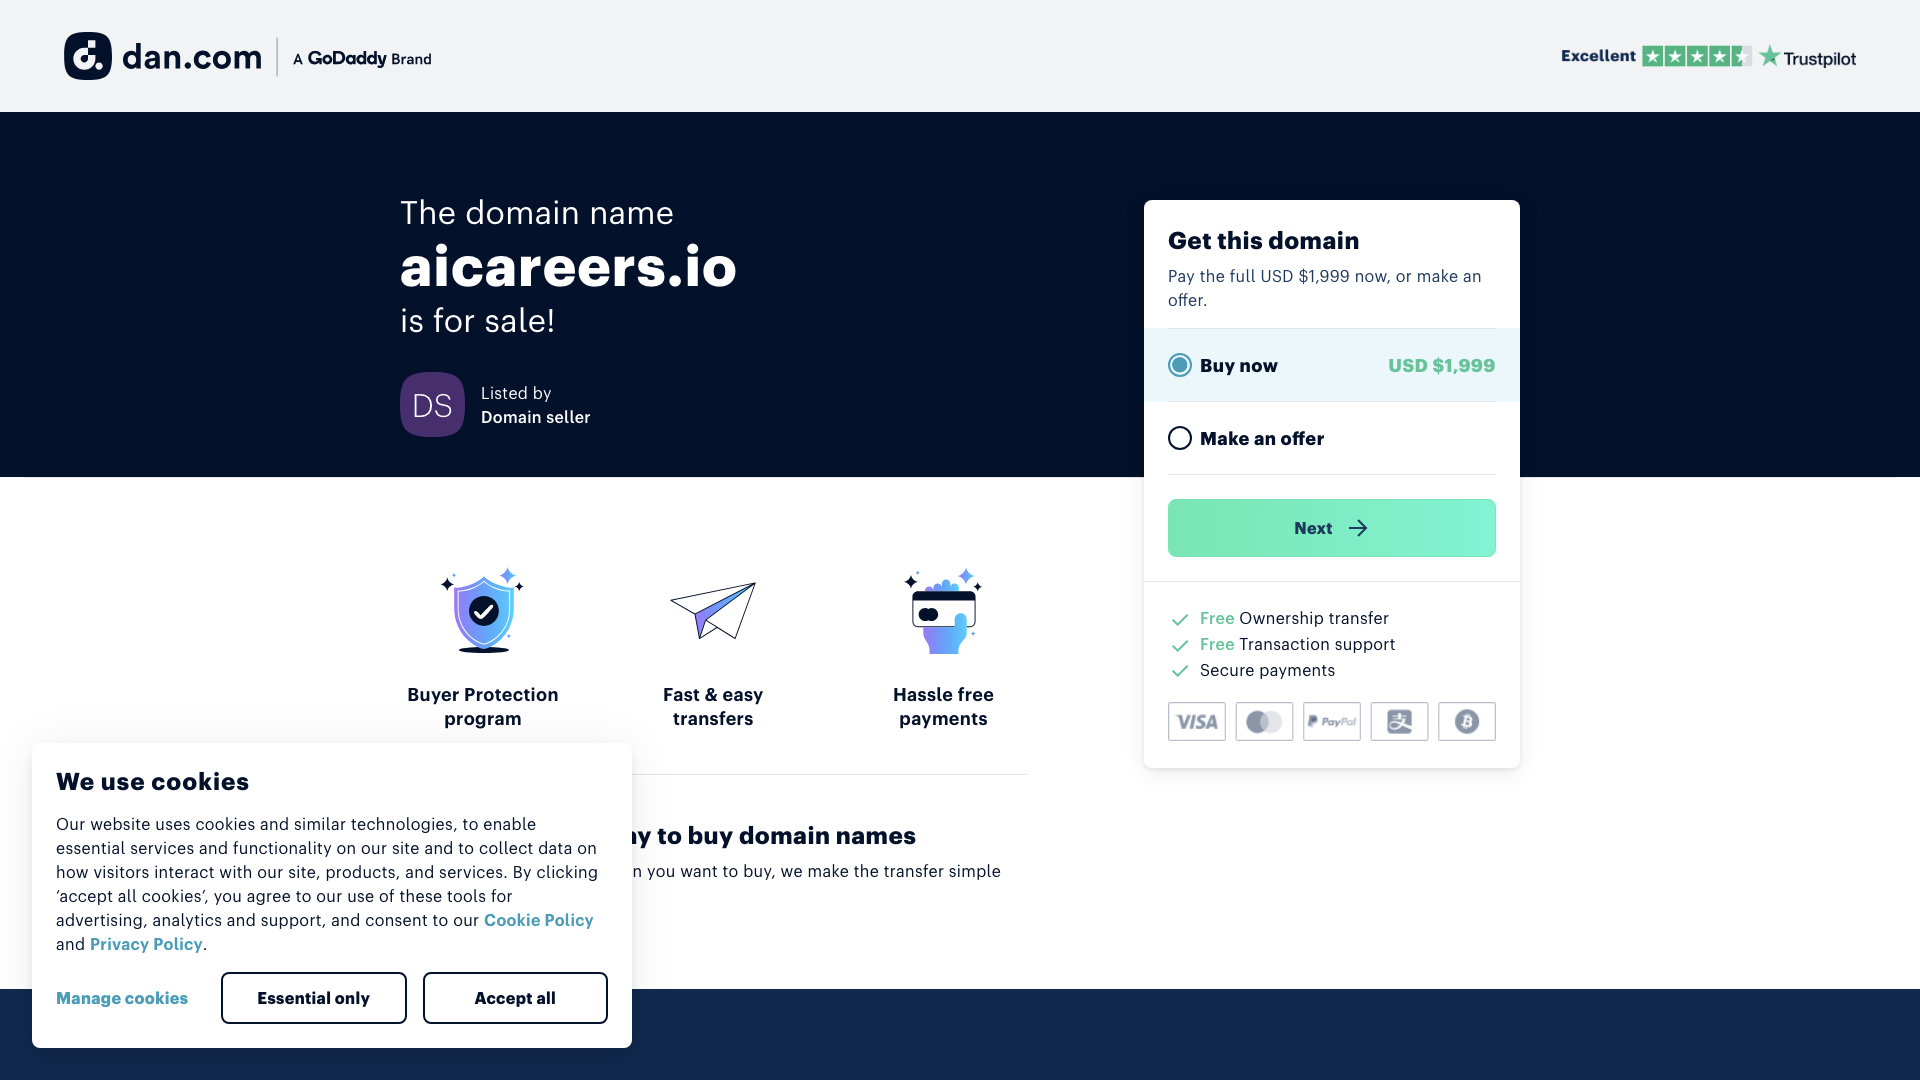 dan.com
A GoDaddy Brand
Excellent
Trustpilot
The domain name
aicareers.io
is for sale!
DS
Listed by
Domain seller
Get this domain
Pay the full USD $1,999 now, or make an
offer.
Buy now USD $1,999
Make an offer
Next
Free Ownership transfer
Free Transaction support
Secure payments
VISA
PayPal
Buyer Protection
program
Fast & easy
transfers
Hassle free
payments
to buy domain names
you want to buy, we make the transfer simple
We use cookies
Our website uses cookies and similar technologies, to enable
essential services and functionality on our site and to collect data on
how visitors interact with our site, products, and services. By clicking
‘accept all cookies’, you agree to our use of these tools for
advertising, analytics and support, and consent to our Cookie Policy
and Privacy Policy.
Manage cookies
Essential only
Accept all